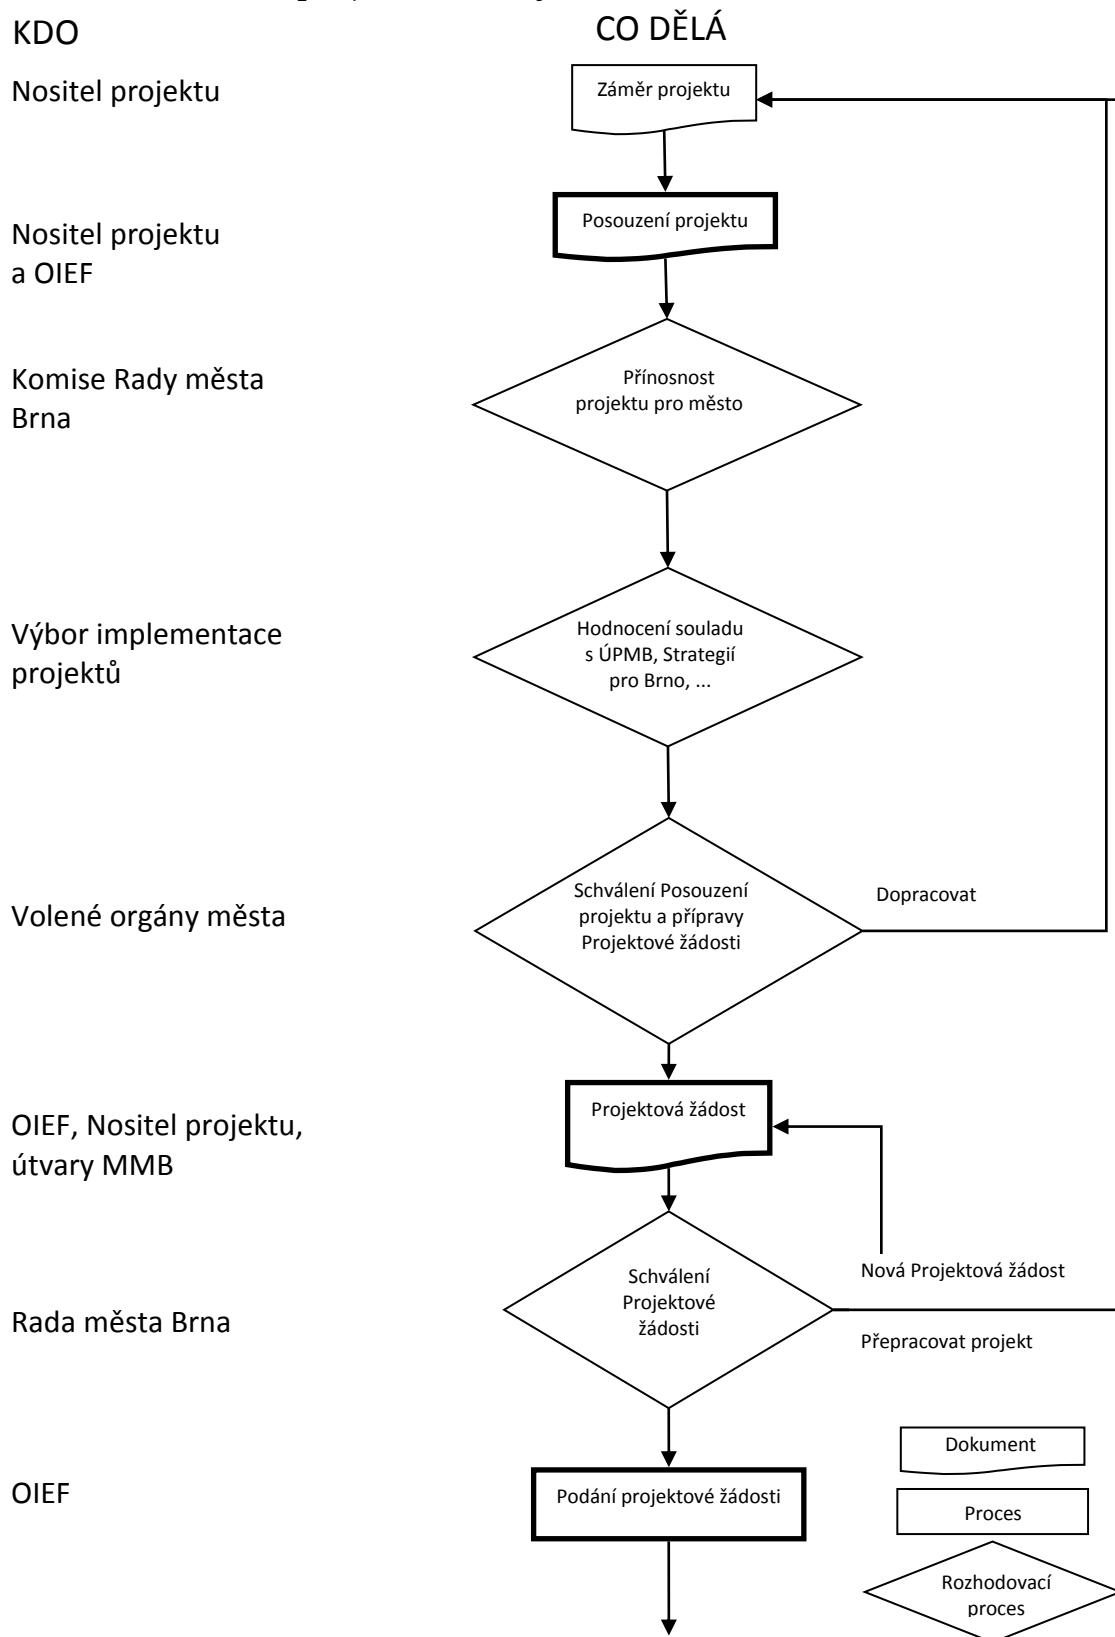 KDO
CO DĚLÁ
Nositel projektu
Záměr projektu
Nositel projektu
a OIEF
Posouzení projektu
Komise Rady města
Brna
Přínosnost
projektu pro město
Výbor implementace
projektů
Hodnocení souladu
s ÚPMB, Strategií
pro Brno, ...
Volené orgány města
Schválení Posouzení
projektu a přípravy
Projektové žádosti
Dopracovat
OIEF, Nositel projektu,
útvary MMB
Projektová žádost
Nová Projektová žádost
Rada města Brna
Schválení
Projektové
žádosti
Přepracovat projekt
OIEF
Podání projektové žádosti
Dokument
Proces
Rozhodovací
proces